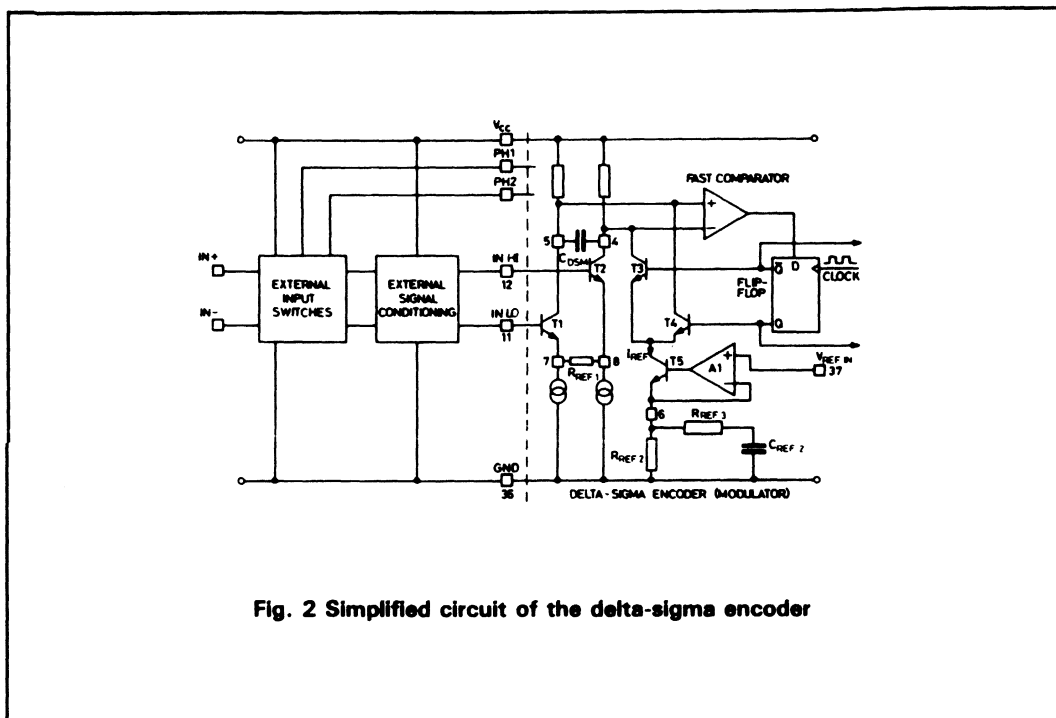 VCC
PH1
PH2
FAST COMPARATOR
+
−
5
4
CDSM
IN+
IN HI
12
T2
T3
Q̅
D
CLOCK
FLIP-
FLOP
EXTERNAL
INPUT
SWITCHES
EXTERNAL
SIGNAL
CONDITIONING
IN-
IN LO
11
T1
T4
Q
7
8
RREF 1
IREF
T5
A1
+
−
VREF IN
37
6
RREF 3
RREF 2
CREF 2
GND
36
DELTA-SIGMA ENCODER (MODULATOR)
Fig. 2 Simplified circuit of the delta-sigma encoder